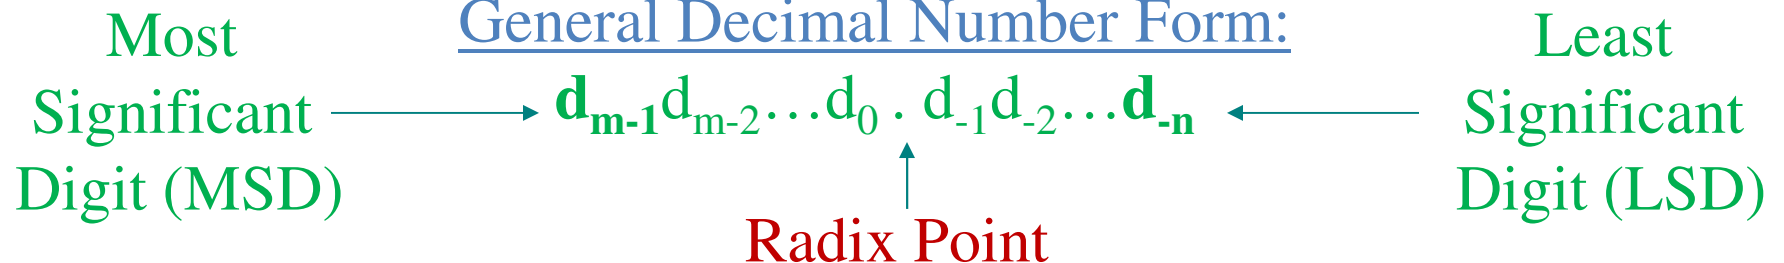 General Decimal Number Form:
Most
Significant
Digit (MSD)
dm-1dm-2…d0 . d-1d-2…d-n
Least
Significant
Digit (LSD)
Radix Point